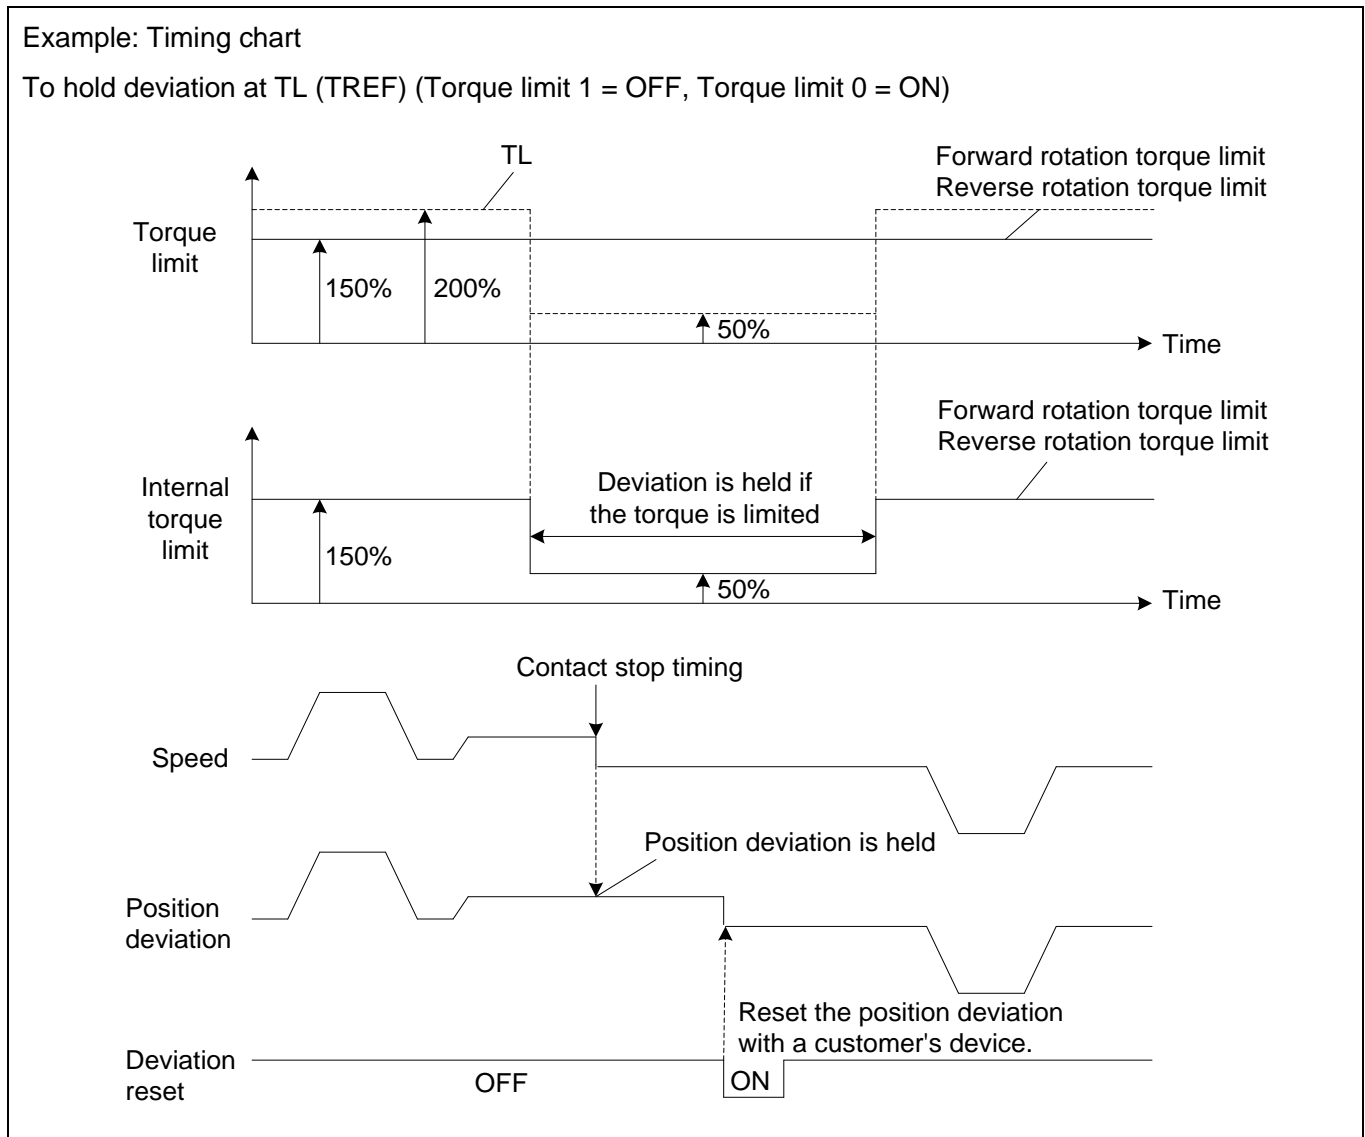 Example: Timing chart
To hold deviation at TL (TREF) (Torque limit 1 = OFF, Torque limit 0 = ON)
TL
Forward rotation torque limit
Reverse rotation torque limit
Torque
limit
150%
200%
50%
Time
Forward rotation torque limit
Reverse rotation torque limit
Internal
torque
limit
Deviation is held if
the torque is limited
150%
50%
Time
Contact stop timing
Speed
Position deviation is held
Position
deviation
Reset the position deviation
with a customer's device.
Deviation
reset
OFF
ON